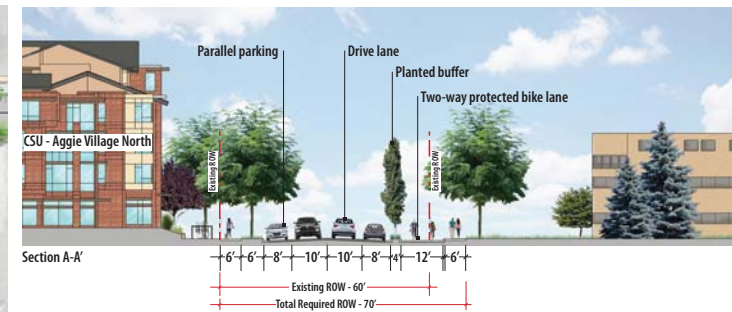 Parallel parking
Drive lane
Planted buffer
Two-way protected bike lane
CSU - Aggie Village North
Existing ROW
Existing ROW
Section A-A'
6' 6' 8' 10' 10' 8' 4' 12' 6'
Existing ROW - 60'
Total Required ROW - 70'